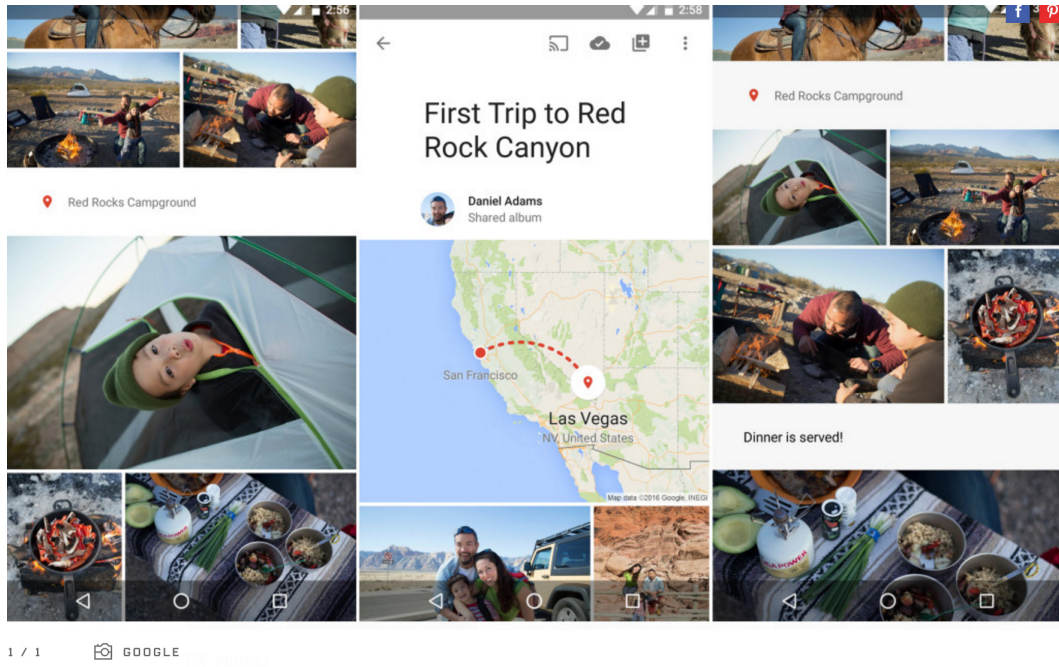 2:56
Red Rocks Campground
2:58
First Trip to Red
Rock Canyon
Daniel Adams
Shared album
San Francisco
Las Vegas
NV, United States
Map data ©2016 Google, INEGI
f
Red Rocks Campground
Dinner is served!
1 / 1
GOOGLE